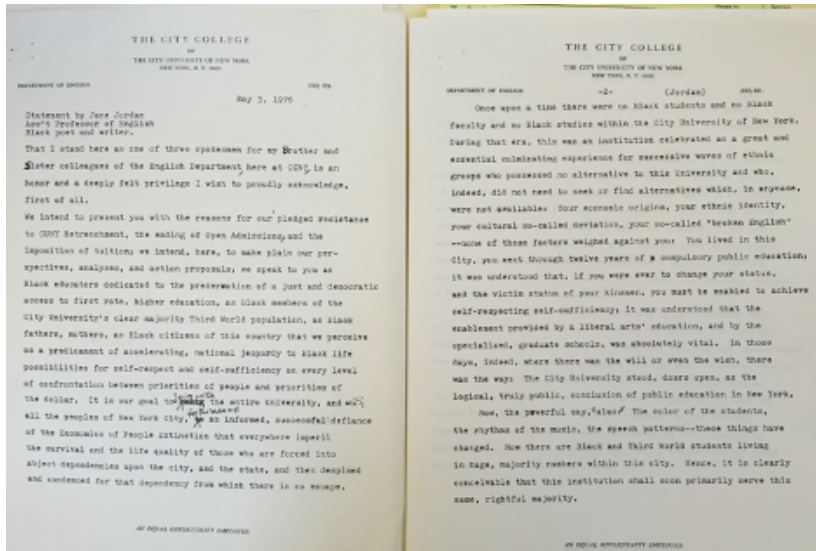 THE CITY COLLEGE
OF
THE CITY UNIVERSITY OF NEW YORK
NEW YORK, N. Y. 10031
DEPARTMENT OF ENGLISH
May 5, 1976
Statement by June Jordan
Ass't Professor of English
Black poet and writer.
That I stand here as one of three spokesmen for my Brother and
Sister colleagues of the English Department, here at CCNY, is an
honor and a deeply felt privilege I wish to proudly acknowledge,
first of all.
We intend to present you with the reasons for our pledged resistance
to CUNY Retrenchment, the ending of Open Admissions, and the
imposition of tuition; we intend, here, to make plain our per-
spectives, analyses, and action proposals; we speak to you as
Black educators dedicated to the preservation of a just and democratic
access to first rate, higher education, as black members of the
City University's clear majority Third World population, as Black
fathers, mothers, as Black citizens of this country that we perceive
as a predicament of accelerating, national jeopardy to Black life
possibilities for self-respect and self-sufficiency on every level
of confrontation between priorities of people and priorities of
the dollar. It is our goal to join with the entire University, and with
all the peoples of New York City, an informed, successful defiance
of the Economics of People Extinction that everywhere imperil
the survival and the life quality of those who are forced into
abject dependencies upon the city, and the state, and then despised
and condemned for that dependency from which there is no escape.
AN EQUAL OPPORTUNITY EMPLOYER
THE CITY COLLEGE
OF
THE CITY UNIVERSITY OF NEW YORK
NEW YORK, N. Y. 10031
DEPARTMENT OF ENGLISH
-2- (Jordan)
Once upon a time there were no Black students and no Black
faculty and no Black studies within the City University of New York.
During that era, this was an institution celebrated as a great and
essential culminating experience for successive waves of ethnic
groups who possessed no alternative to this University and who,
indeed, did not need to seek or find alternatives which, in anycase,
were not available: Your economic origins, your ethnic identity,
your cultural so-called deviation, your so-called "broken English"
--none of these factors weighed against you: You lived in this
City, you went through twelve years of a compulsory public education;
it was understood that, if you were ever to change your status,
and the victim status of your kinsmen, you must be enabled to achieve
self-respecting self-sufficiency; It was understood that the
enablement provided by a liberal arts' education, and by the
specialized, graduate schools, was absolutely vital. In those
days, indeed, where there was the will or even the wish, there
was the way: The City University stood, doors open, as the
logical, truly public, conclusion of public education in New York.
Now, the powerful say, "alas!" The color of the students,
the rhythm of the music, the speech patterns--these things have
changed. Now there are Black and Third World students living
in huge, majority numbers within this city. Hence, it is clearly
conceivable that this institution shall soon primarily serve this
same, rightful majority.
AN EQUAL OPPORTUNITY EMPLOYER